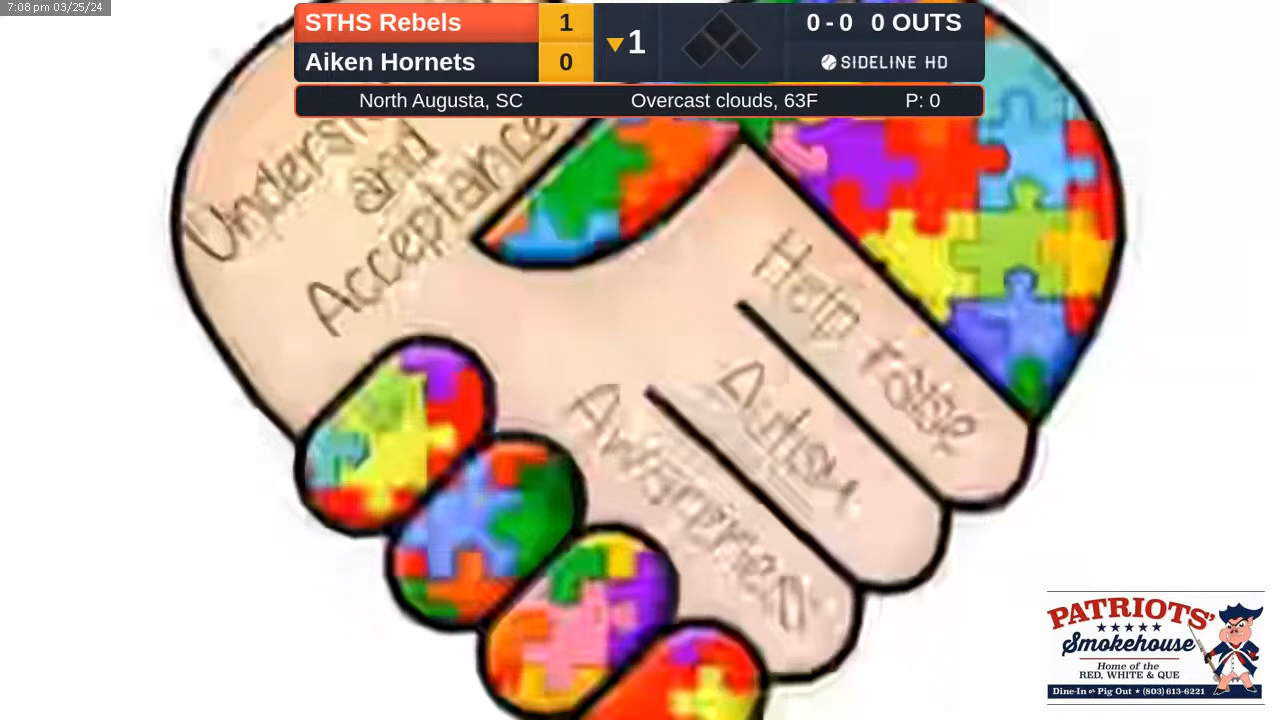 7:08 pm 03/25/24
STHS Rebels 1
Aiken Hornets 0
1
0 - 0 0 OUTS
SIDELINE HD
North Augusta, SC Overcast clouds, 63F P: 0
and
Acceptance
Help raise
Autism
PATRIOTS'
Smokehouse
Home of the
RED, WHITE & QUE
Dine-In or Pig Out ★ (803) 613-6221